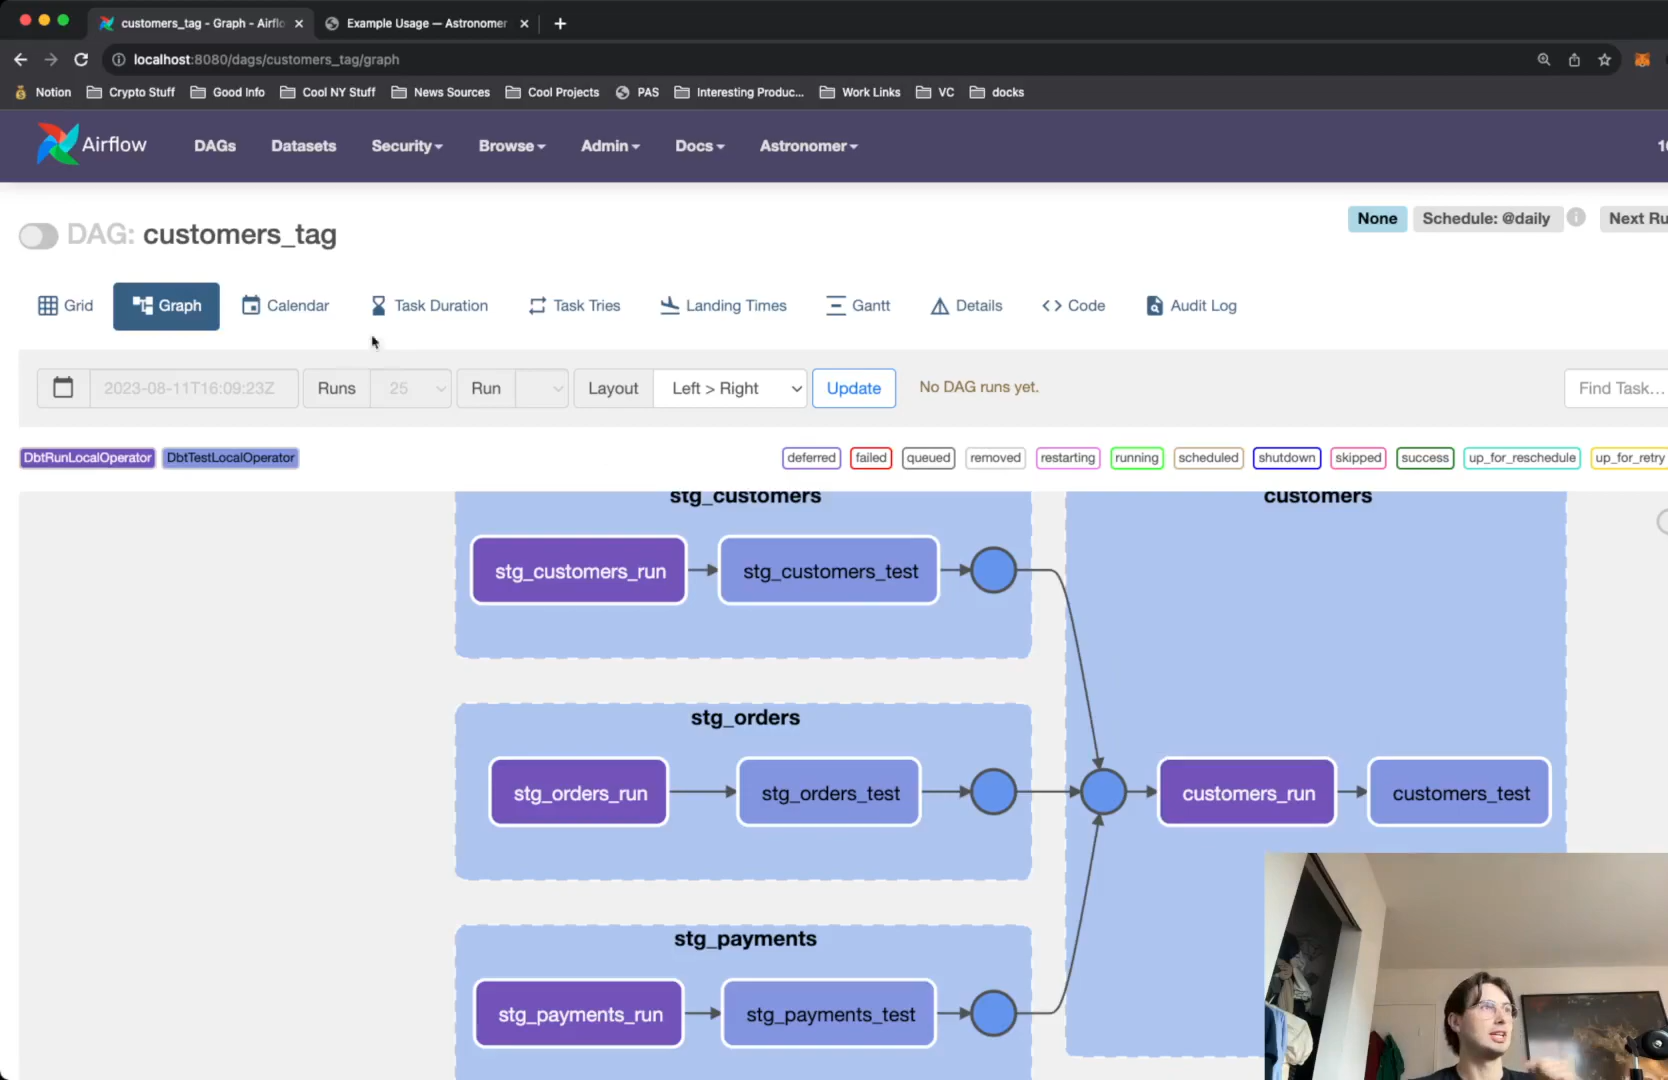 customers_tag - Graph - Airflo
Example Usage — Astronomer
localhost:8080/dags/customers_tag/graph
Notion
Crypto Stuff
Good Info
Cool NY Stuff
News Sources
Cool Projects
PAS
Interesting Produc...
Work Links
VC
docks
Airflow
DAGs
Datasets
Security
Browse
Admin
Docs
Astronomer
DAG: customers_tag
None
Schedule: @daily
Next Ru
Grid
Graph
Calendar
Task Duration
Task Tries
Landing Times
Gantt
Details
Code
Audit Log
2023-08-11T16:09:23Z
Runs
25
Run
Layout
Left > Right
Update
No DAG runs yet.
Find Task...
DbtRunLocalOperator
DbtTestLocalOperator
deferred
failed
queued
removed
restarting
running
scheduled
shutdown
skipped
success
up_for_reschedule
up_for_retry
stg_customers
customers
stg_customers_run
stg_customers_test
stg_orders
stg_orders_run
stg_orders_test
customers_run
customers_test
stg_payments
stg_payments_run
stg_payments_test